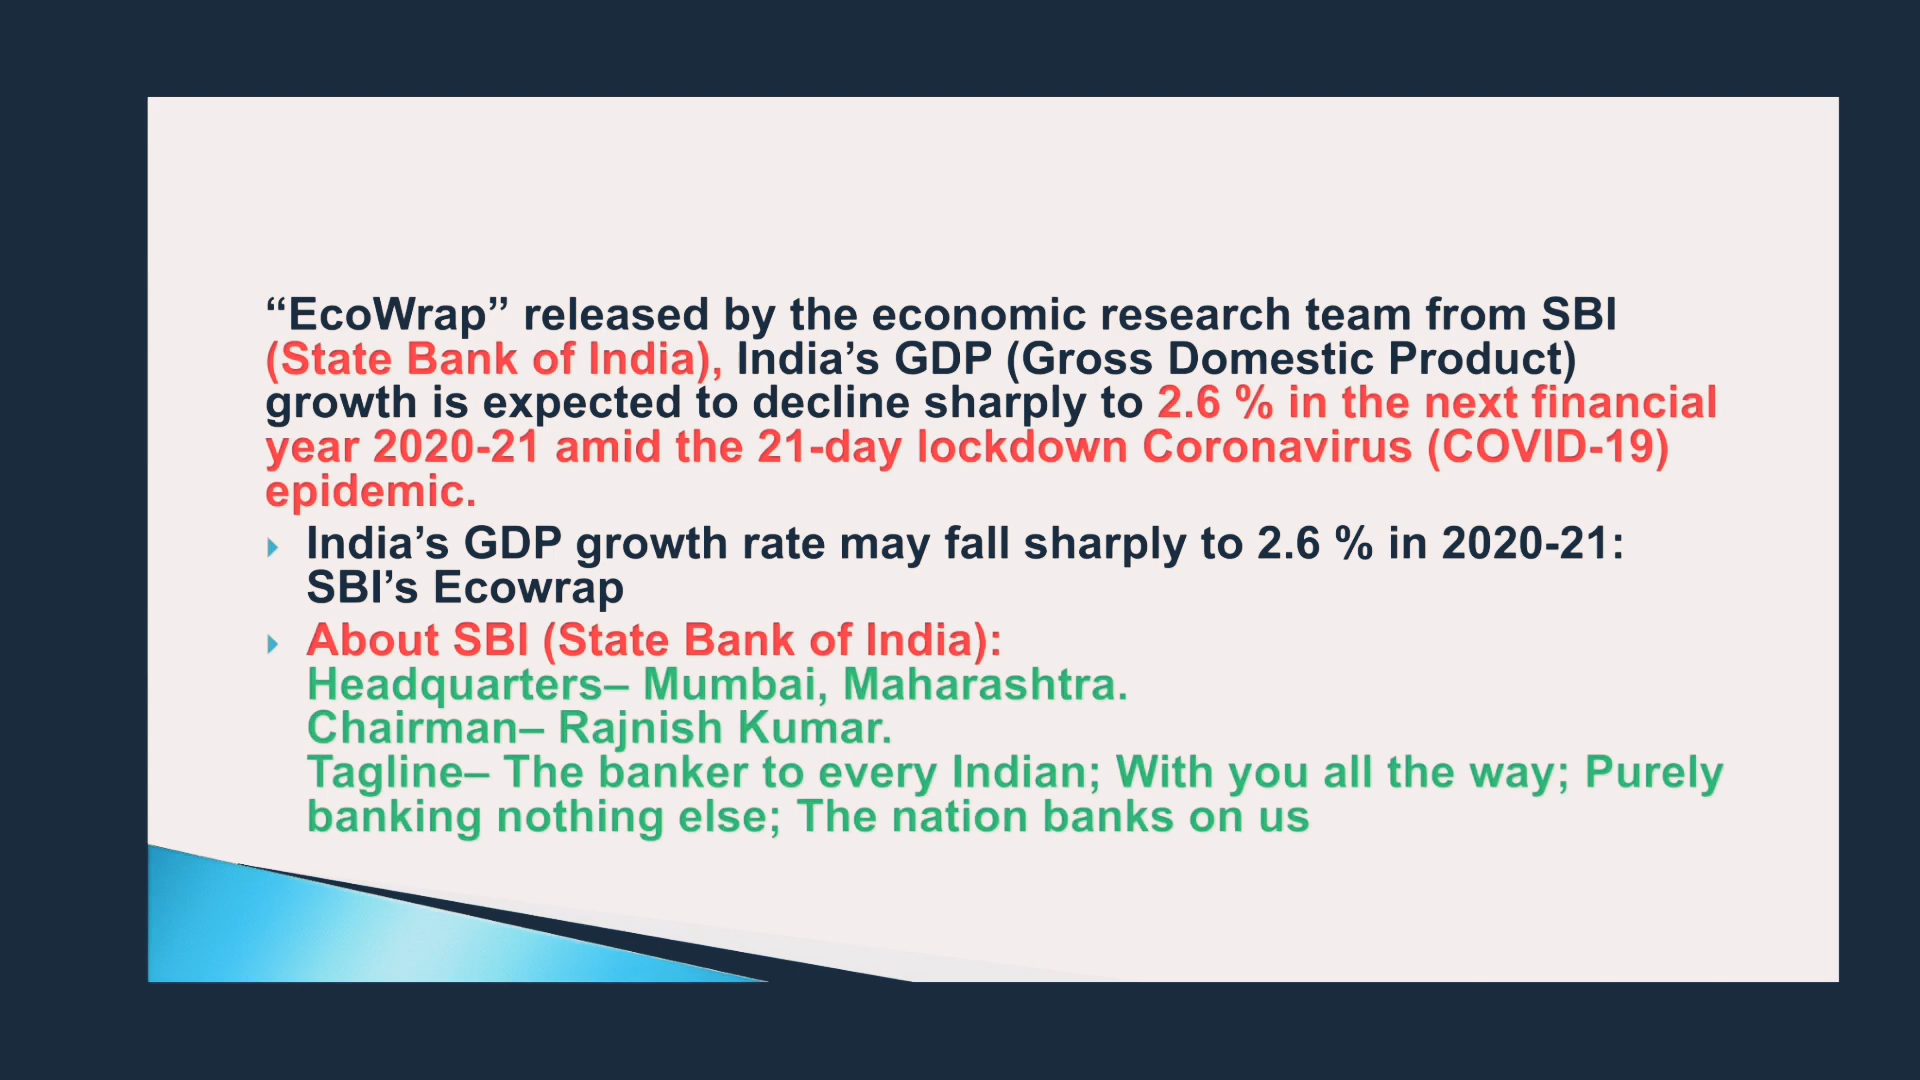 “EcoWrap” released by the economic research team from SBI
(State Bank of India), India’s GDP (Gross Domestic Product)
growth is expected to decline sharply to 2.6 % in the next financial
year 2020-21 amid the 21-day lockdown Coronavirus (COVID-19)
epidemic.
India’s GDP growth rate may fall sharply to 2.6 % in 2020-21:
SBI’s Ecowrap
About SBI (State Bank of India):
Headquarters– Mumbai, Maharashtra.
Chairman– Rajnish Kumar.
Tagline– The banker to every Indian; With you all the way; Purely
banking nothing else; The nation banks on us